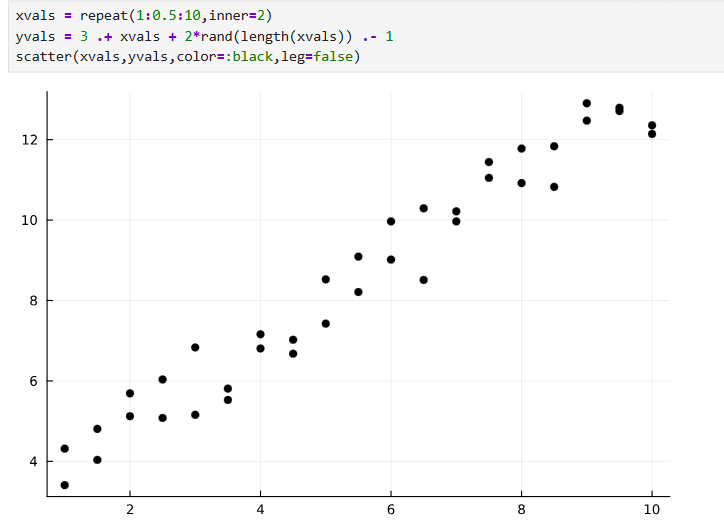 xvals = repeat(1:0.5:10,inner=2)
yvals = 3 .+ xvals + 2*rand(length(xvals)) .- 1
scatter(xvals,yvals,color=:black,leg=false)
12
10
8
6
4
2 4 6 8 10